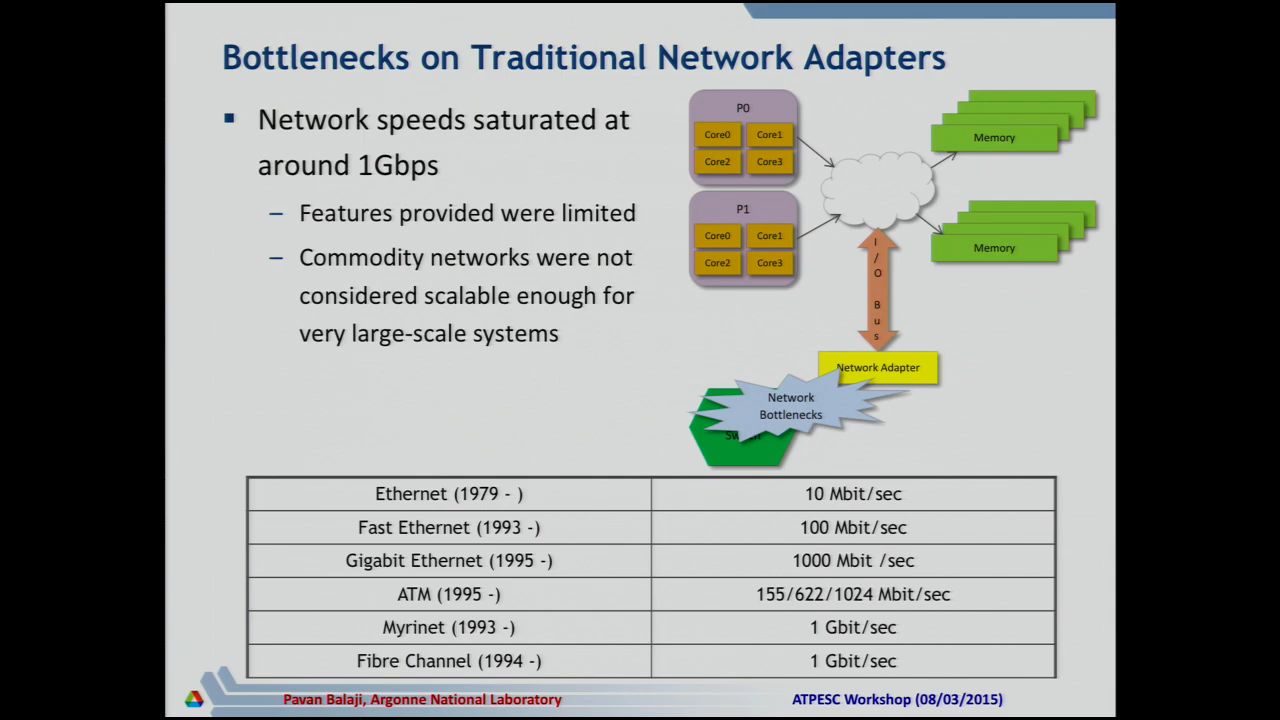 Bottlenecks on Traditional Network Adapters
▪ Network speeds saturated at
around 1Gbps
– Features provided were limited
– Commodity networks were not
considered scalable enough for
very large-scale systems
P0
Core0 Core1
Core2 Core3
P1
Core0 Core1
Core2 Core3
Memory
Memory
I/O Bus
Network Adapter
Network
Bottlenecks
Ethernet (1979 - ) 10 Mbit/sec
Fast Ethernet (1993 -) 100 Mbit/sec
Gigabit Ethernet (1995 -) 1000 Mbit /sec
ATM (1995 -) 155/622/1024 Mbit/sec
Myrinet (1993 -) 1 Gbit/sec
Fibre Channel (1994 -) 1 Gbit/sec
Pavan Balaji, Argonne National Laboratory ATPESC Workshop (08/03/2015)